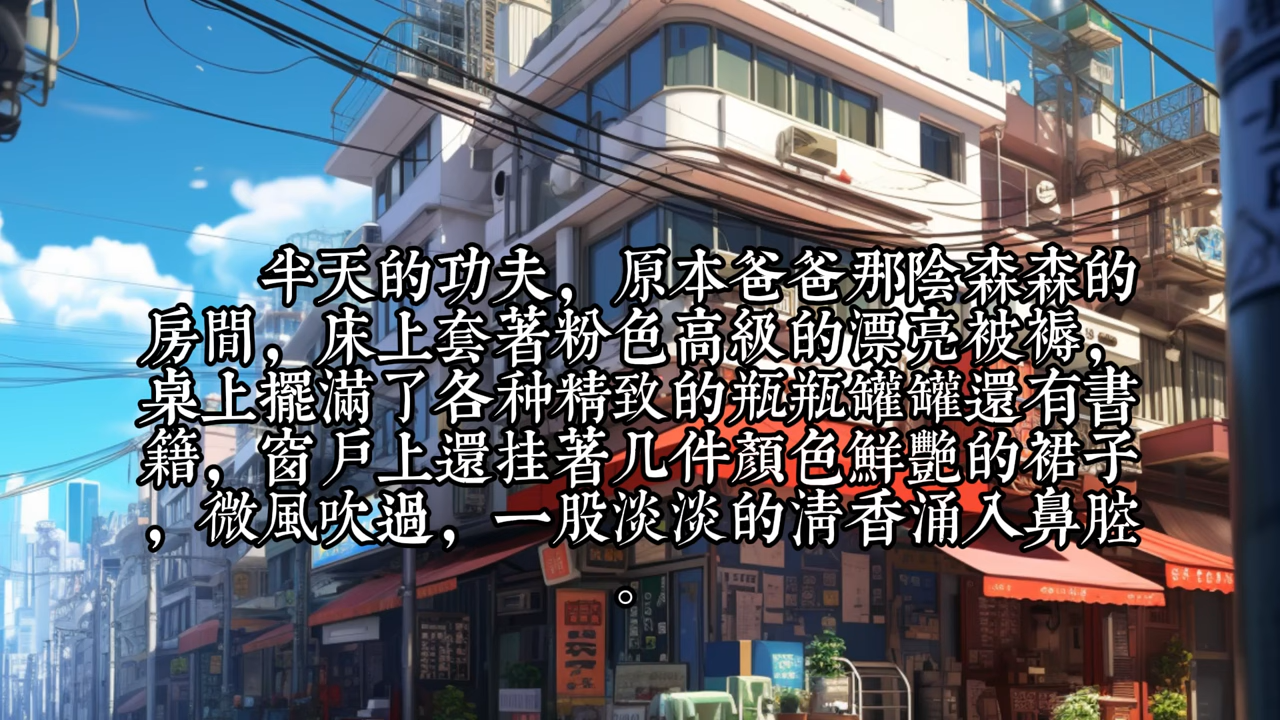 半天的功夫，原本爸爸那陰森森的
房間，床上套著粉色高級的漂亮被褥，
桌上擺滿了各种精致的瓶瓶罐罐還有書
籍，窗戶上還挂著几件顏色鮮艷的裙子
，微風吹過，一股淡淡的清香涌入鼻腔
。